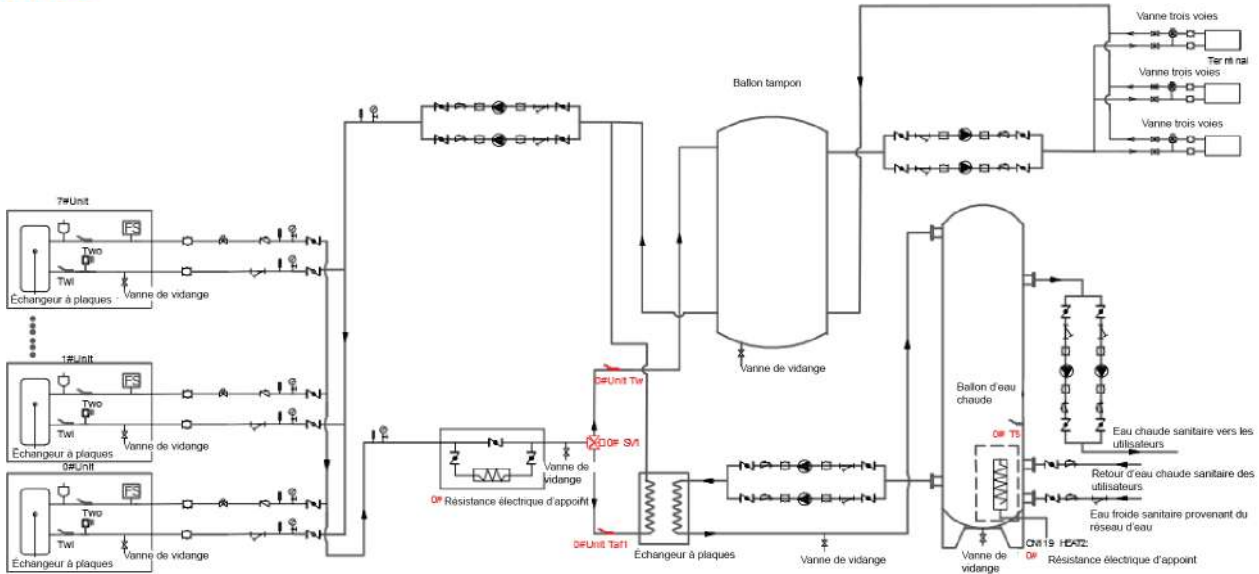 Vanne trois voies
Terminal
Vanne trois voies
Vanne trois voies
Ballon tampon
7#Unit
FS
Two
Twi
Échangeur à plaques
Vanne de vidange
1#Unit
FS
Two
Twi
Échangeur à plaques
Vanne de vidange
0#Unit
FS
Two
Twi
Échangeur à plaques
Vanne de vidange
Vanne de vidange
0#Unit Tw
0# SV1
Vanne de
vidange
0# Résistance électrique d'appoint
0#Unit Taf1
Échangeur à plaques
Vanne de vidange
Ballon d'eau
chaude
0# T5
Eau chaude sanitaire vers les
utilisateurs
Retour d'eau chaude sanitaire des
utilisateurs
Eau froide sanitaire provenant du
réseau d'eau
Vanne de
vidange
CN119 HEAT2:
0# Résistance électrique d'appoint